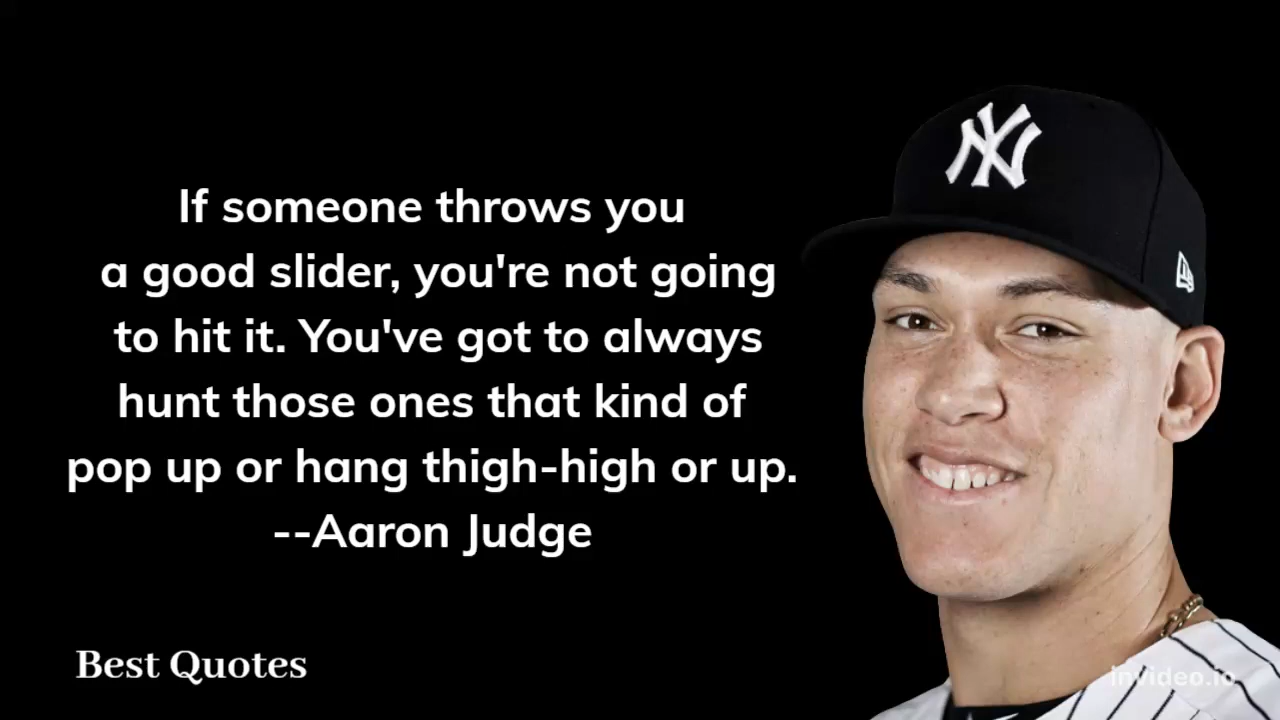 If someone throws you
a good slider, you're not going
to hit it. You've got to always
hunt those ones that kind of
pop up or hang thigh-high or up.
--Aaron Judge
Best Quotes
NY
invideo.io